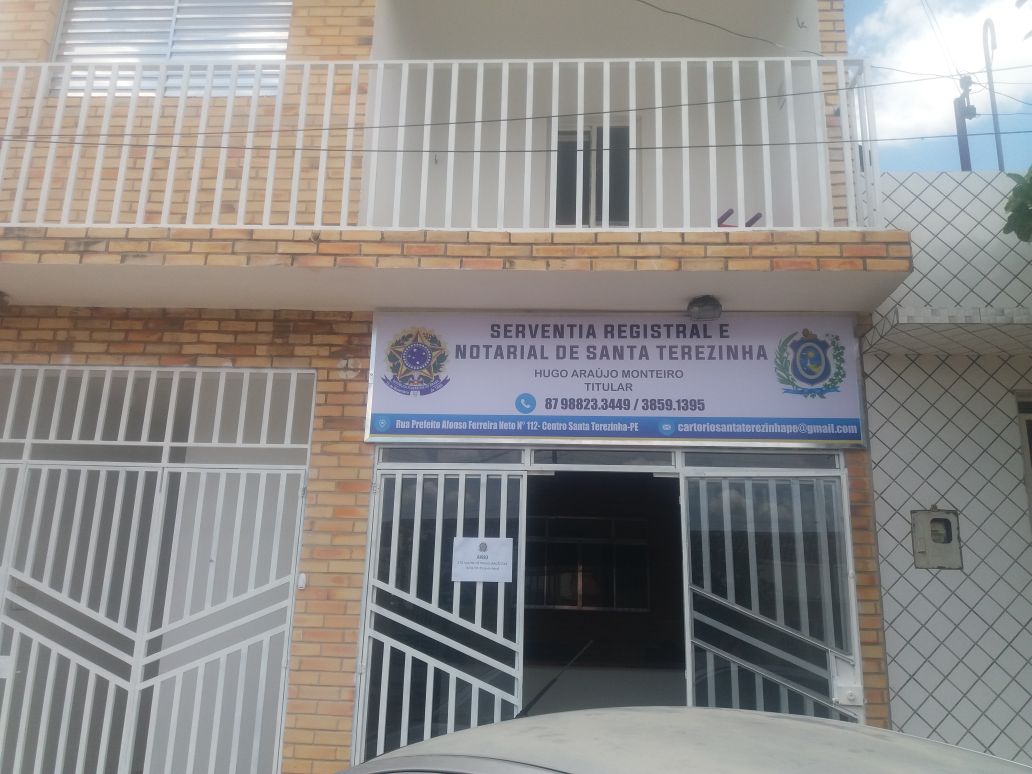 SERVENTIA REGISTRAL E
NOTARIAL DE SANTA TEREZINHA
HUGO ARAÚJO MONTEIRO
TITULAR
87 98823.3449 / 3859.1395
Rua Prefeito Afonso Ferreira Neto N° 112- Centro Santa Terezinha-PE
cartoriosantaterezinhape@gmail.com
AVISO